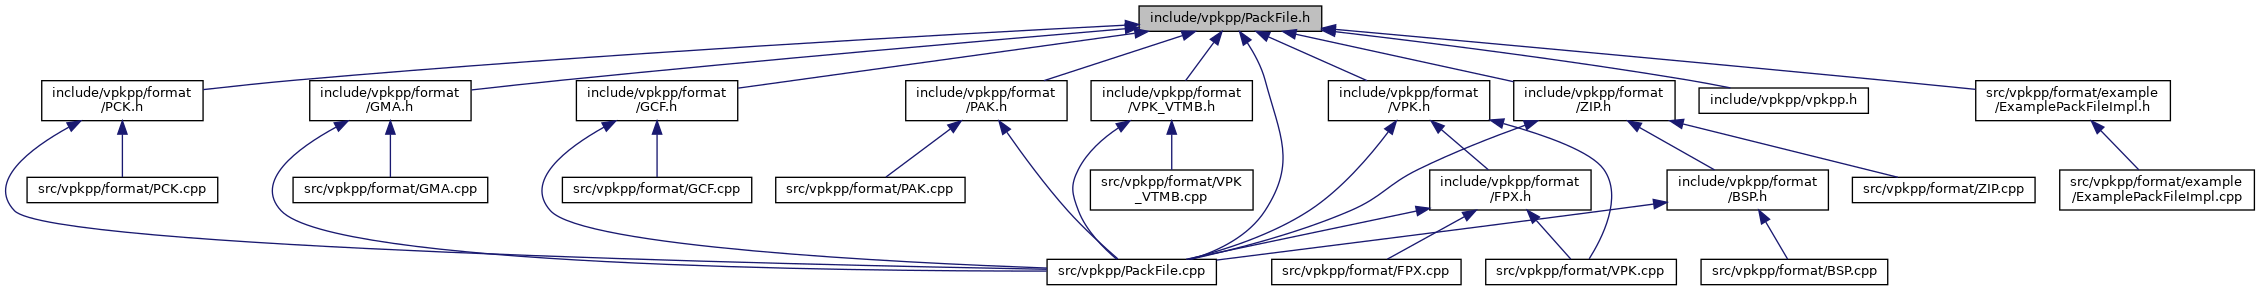 include/vpkpp/PackFile.h
include/vpkpp/format
/PCK.h
include/vpkpp/format
/GMA.h
include/vpkpp/format
/GCF.h
include/vpkpp/format
/PAK.h
include/vpkpp/format
/VPK_VTMB.h
include/vpkpp/format
/VPK.h
include/vpkpp/format
/ZIP.h
include/vpkpp/vpkpp.h
src/vpkpp/format/example
/ExamplePackFileImpl.h
src/vpkpp/format/PCK.cpp
src/vpkpp/format/GMA.cpp
src/vpkpp/format/GCF.cpp
src/vpkpp/format/PAK.cpp
src/vpkpp/format/VPK
_VTMB.cpp
include/vpkpp/format
/FPX.h
include/vpkpp/format
/BSP.h
src/vpkpp/format/ZIP.cpp
src/vpkpp/format/example
/ExamplePackFileImpl.cpp
src/vpkpp/PackFile.cpp
src/vpkpp/format/FPX.cpp
src/vpkpp/format/VPK.cpp
src/vpkpp/format/BSP.cpp